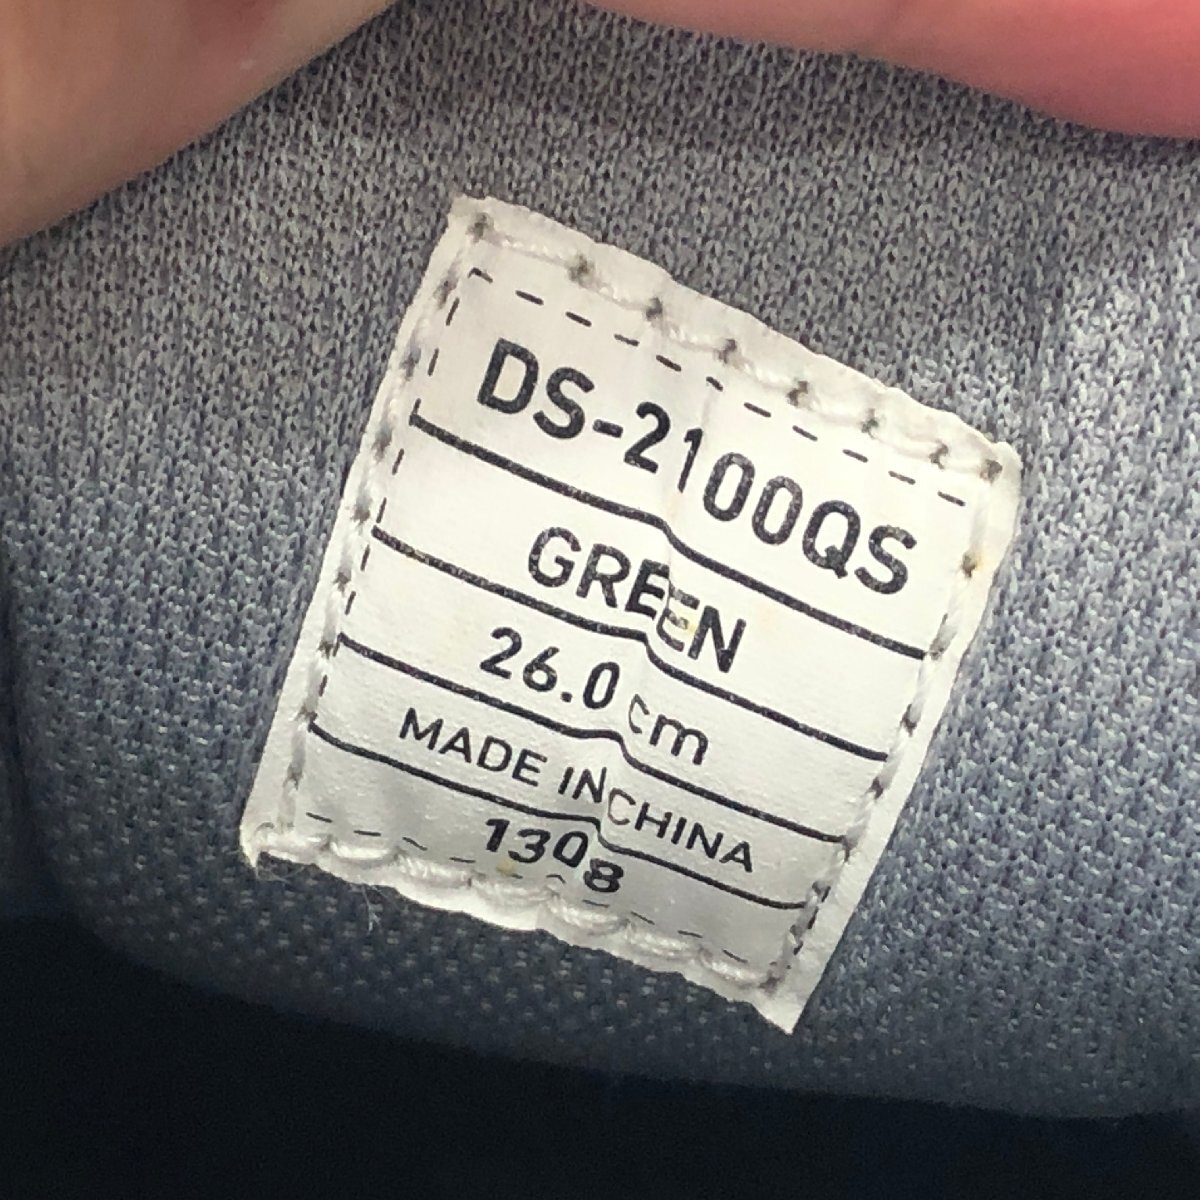 DS-2100QS
GREEN
26.0 cm
MADE IN CHINA
1308